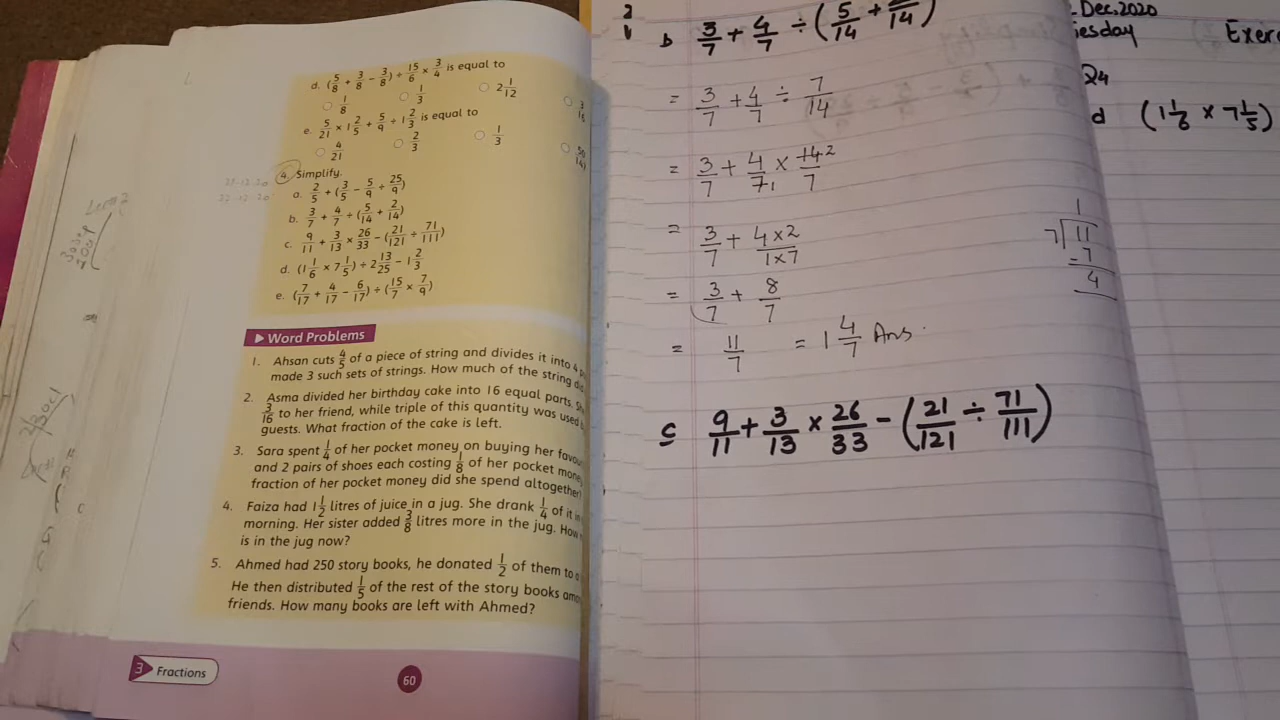 d. (5/8 + 3/8 − 3/8) ÷ 15/6 × 3/4 is equal to
1/8 1/3 2 1/12 3/16
e. 5/21 × 1 2/5 + 5/9 ÷ 1 2/3 is equal to
4/21 2/3 1/3
4. Simplify.
a. 2/5 + (3/5 − 5/9 ÷ 25/9)
b. 3/7 + 4/7 ÷ (5/14 + 2/14)
c. 9/11 + 3/13 × 26/33 − (21/121 ÷ 71/111)
d. (1 1/6 × 7 1/5) ÷ 2 13/25 − 1 2/3
e. (7/17 + 4/17 − 6/17) ÷ (15/7 × 7/9)
Word Problems
1. Ahsan cuts 4/5 of a piece of string and divides it into 4
made 3 such sets of strings. How much of the string
2. Asma divided her birthday cake into 16 equal parts.
3/16 to her friend, while triple of this quantity was used
guests. What fraction of the cake is left.
3. Sara spent 1/4 of her pocket money on buying her
and 2 pairs of shoes each costing 1/8 of her pocket
fraction of her pocket money did she spend altogether
4. Faiza had 1 1/2 litres of juice in a jug. She drank 1/4 of it in
morning. Her sister added 3/8 litres more in the jug.
is in the jug now?
5. Ahmed had 250 story books, he donated 1/2 of them to
He then distributed 1/5 of the rest of the story books
friends. How many books are left with Ahmed?
3 Fractions
60
b 3/7 + 4/7 ÷ (5/14 + /14)
= 3/7 + 4/7 ÷ 7/14
= 3/7 + 4/7 1 × 14 2/7
= 3/7 + 4×2/1×7
= 3/7 + 8/7
= 11/7 = 1 4/7 Ans.
1
7 11
-7
4
c 9/11 + 3/13 × 26/33 − (21/121 ÷ 71/111)
Dec, 2020
Q4
d (1 1/6 × 7 1/5)